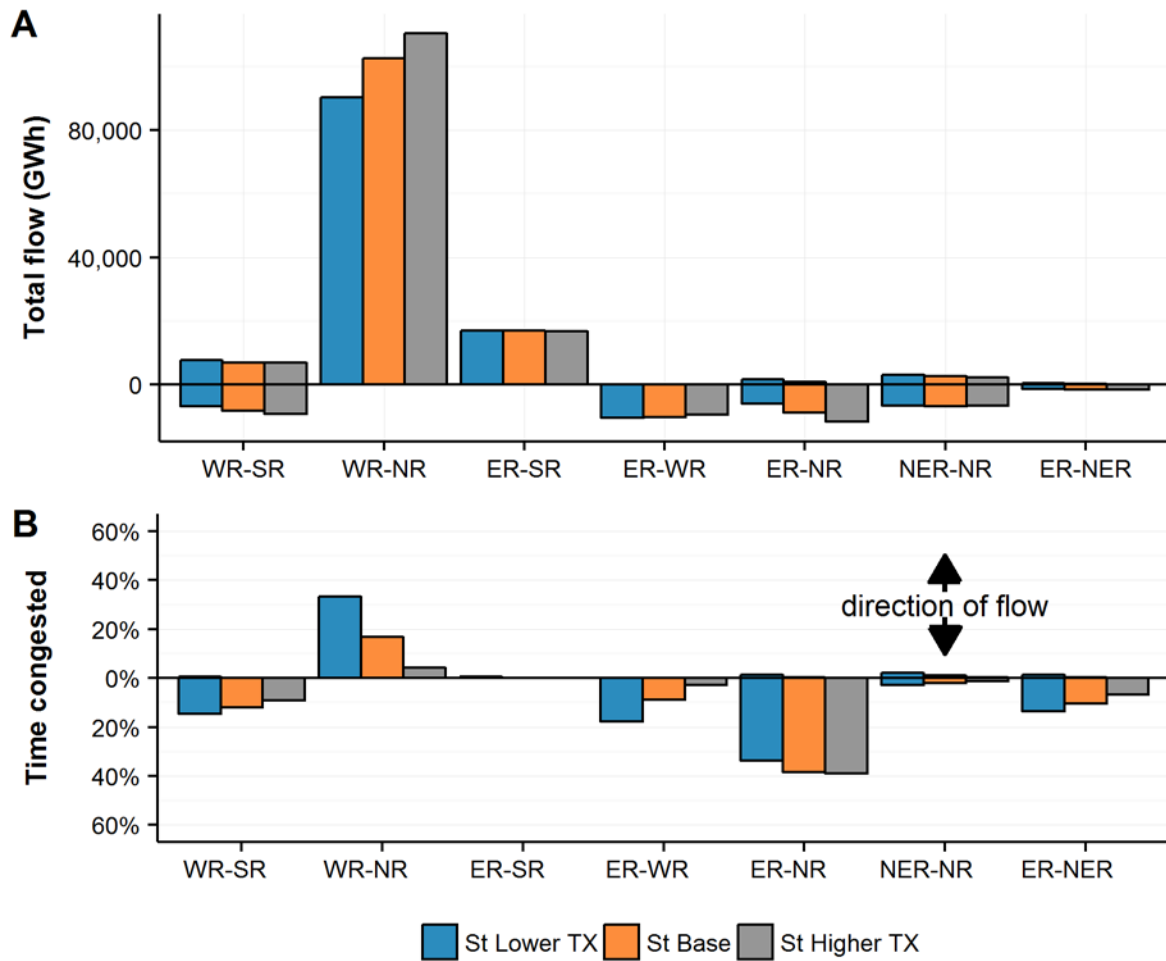 A
Total flow (GWh)
80,000
40,000
0
WR-SR WR-NR ER-SR ER-WR ER-NR NER-NR ER-NER
B
Time congested
60%
40%
20%
0%
20%
40%
60%
direction of flow
WR-SR WR-NR ER-SR ER-WR ER-NR NER-NR ER-NER
St Lower TX St Base St Higher TX